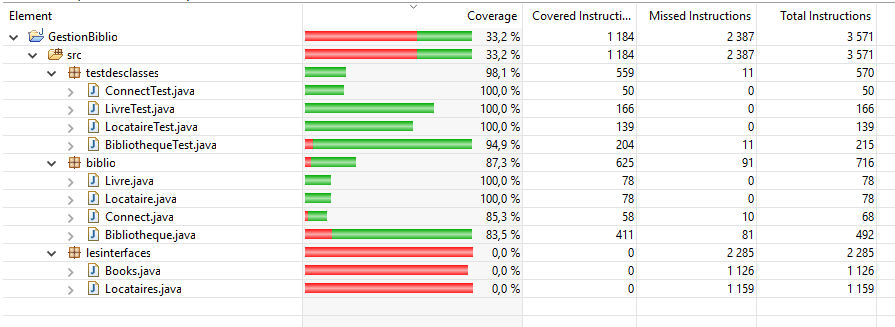 Element Coverage Covered Instructi... Missed Instructions Total Instructions
GestionBiblio 33,2 % 1 184 2 387 3 571
src 33,2 % 1 184 2 387 3 571
testdesclasses 98,1 % 559 11 570
ConnectTest.java 100,0 % 50 0 50
LivreTest.java 100,0 % 166 0 166
LocataireTest.java 100,0 % 139 0 139
BibliothequeTest.java 94,9 % 204 11 215
biblio 87,3 % 625 91 716
Livre.java 100,0 % 78 0 78
Locataire.java 100,0 % 78 0 78
Connect.java 85,3 % 58 10 68
Bibliotheque.java 83,5 % 411 81 492
lesinterfaces 0,0 % 0 2 285 2 285
Books.java 0,0 % 0 1 126 1 126
Locataires.java 0,0 % 0 1 159 1 159